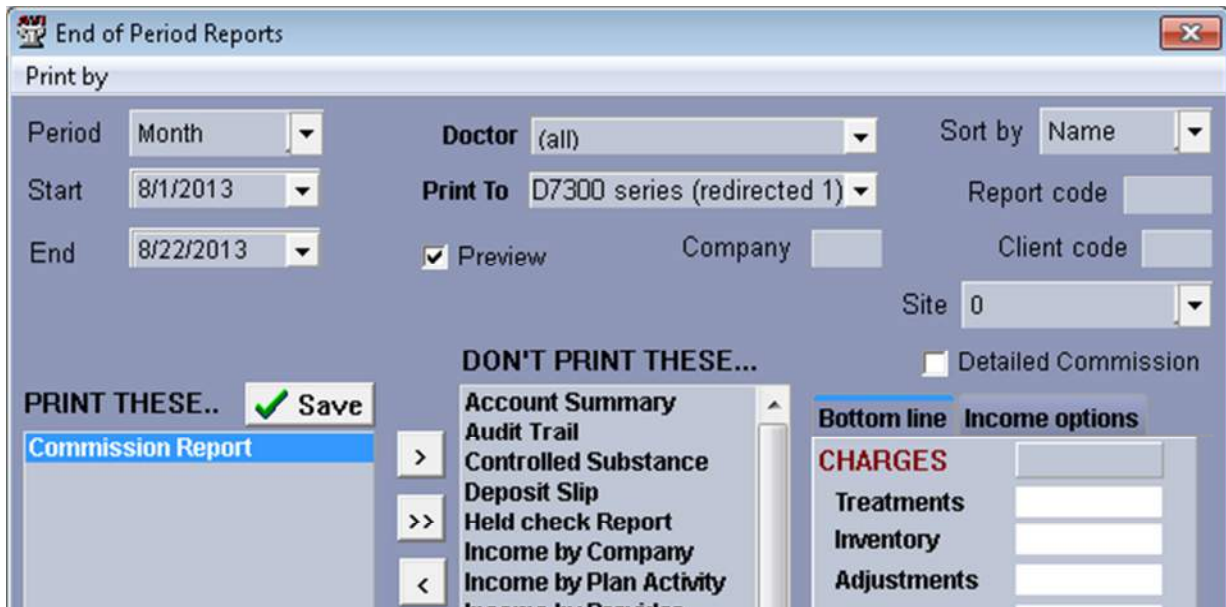 End of Period Reports
Print by
Period Month Doctor (all) Sort by Name
Start 8/1/2013 Print To D7300 series (redirected 1) Report code
End 8/22/2013 Preview Company Client code
Site 0
DON'T PRINT THESE... Detailed Commission
PRINT THESE.. Save
Commission Report
>
>>
<
Account Summary
Audit Trail
Controlled Substance
Deposit Slip
Held check Report
Income by Company
Income by Plan Activity
Income by Provider
Bottom line Income options
CHARGES
Treatments
Inventory
Adjustments